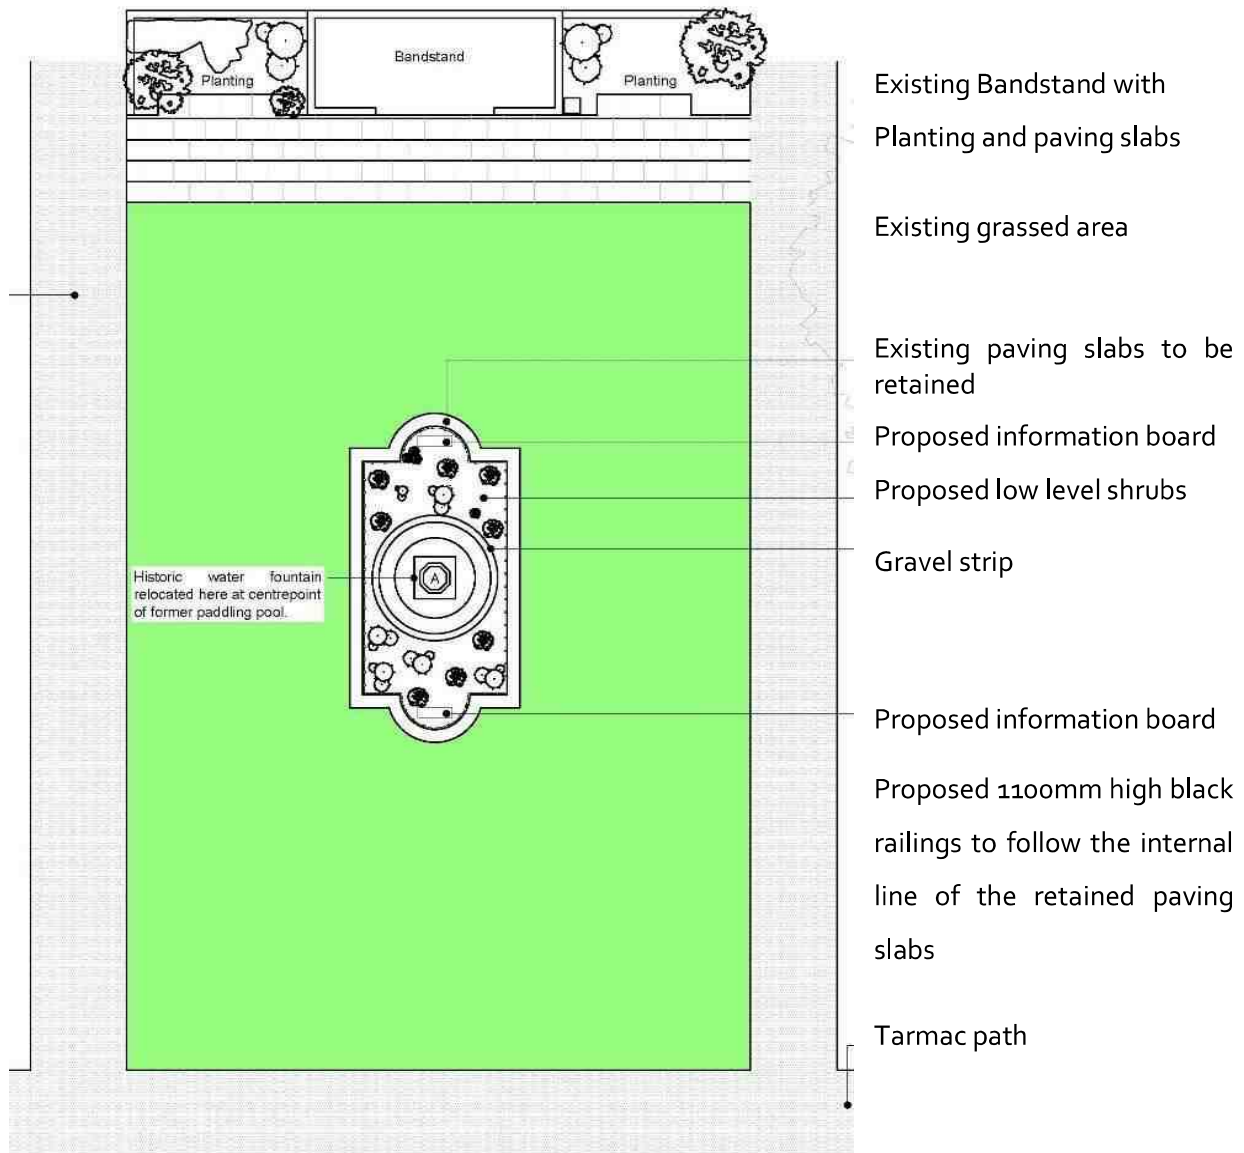 Bandstand
Planting
Planting
Existing Bandstand with
Planting and paving slabs
Existing grassed area
Existing paving slabs to be
retained
Proposed information board
Proposed low level shrubs
Gravel strip
Historic water fountain
relocated here at centrepoint
of former paddling pool.
A
Proposed information board
Proposed 1100mm high black
railings to follow the internal
line of the retained paving
slabs
Tarmac path